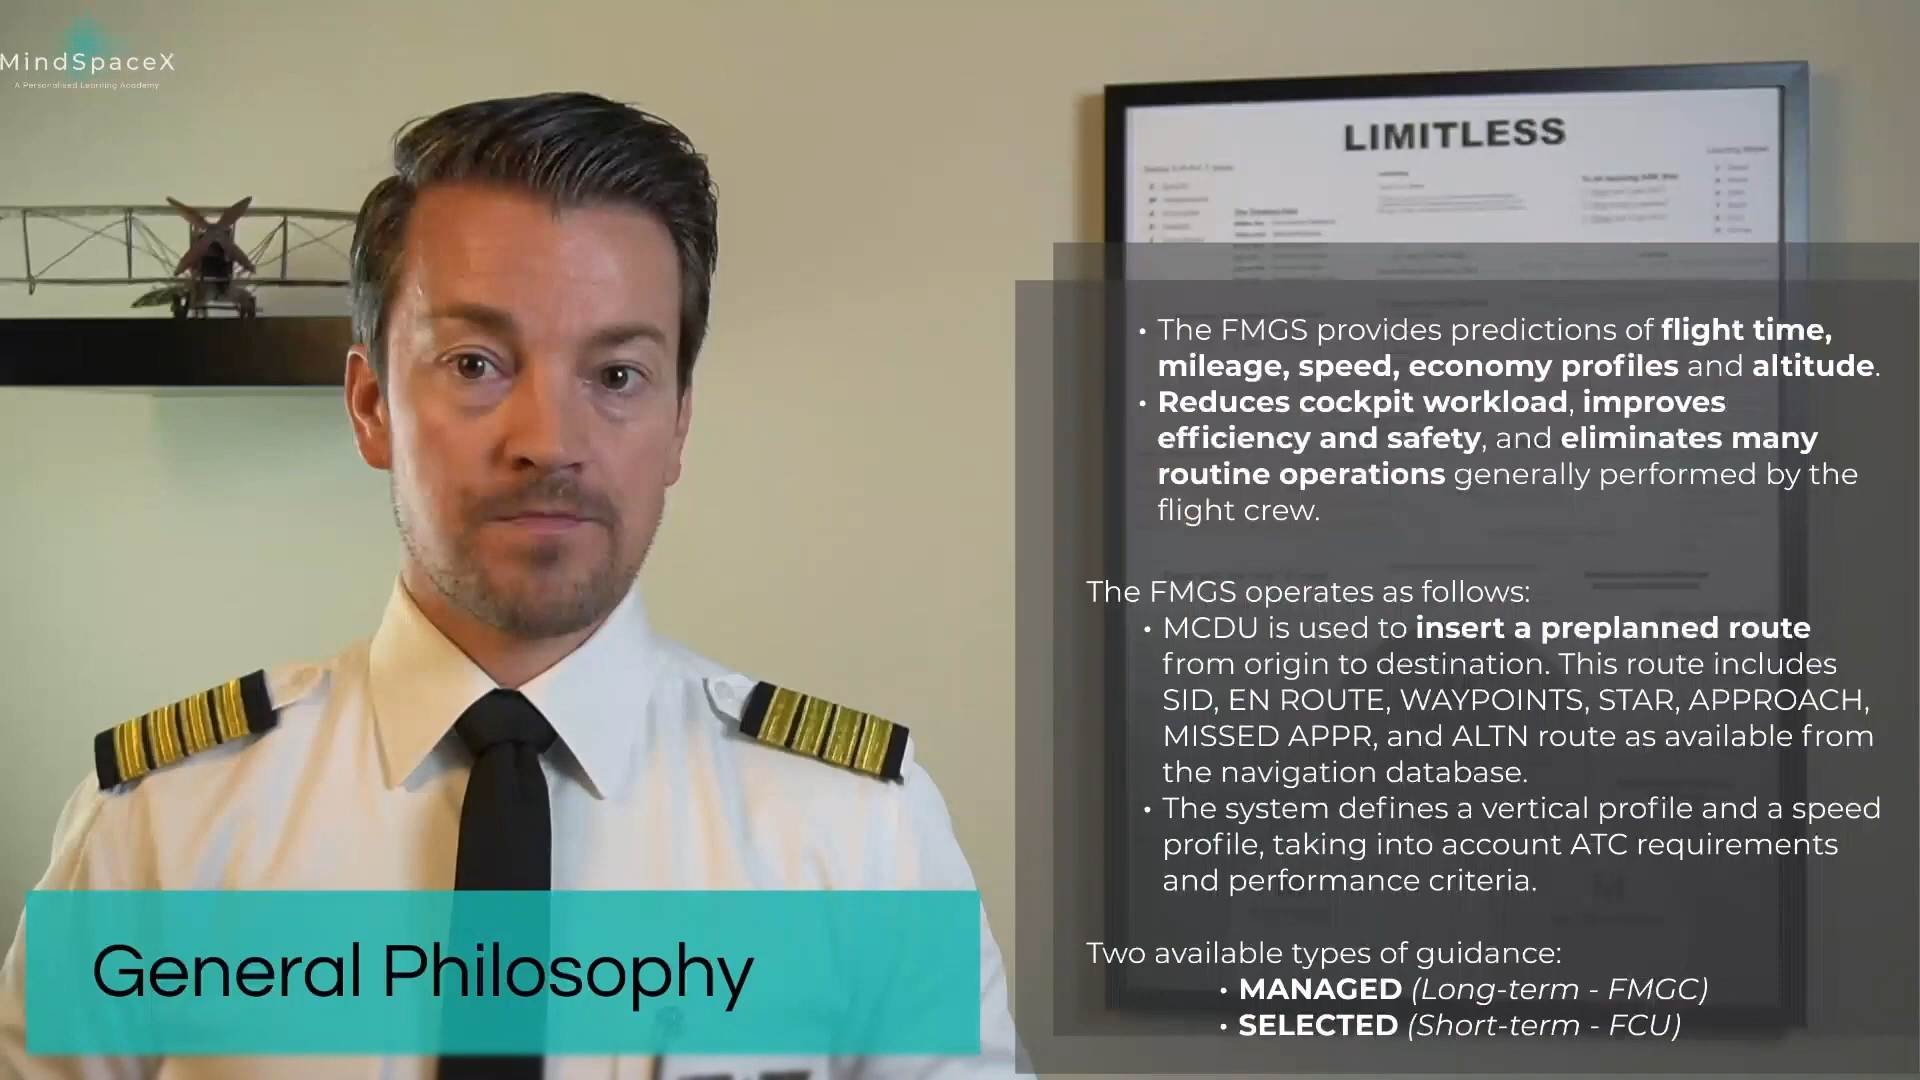 MindSpaceX
A Personalised Learning Academy
LIMITLESS
• The FMGS provides predictions of flight time,
mileage, speed, economy profiles and altitude.
• Reduces cockpit workload, improves
efficiency and safety, and eliminates many
routine operations generally performed by the
flight crew.
The FMGS operates as follows:
• MCDU is used to insert a preplanned route
from origin to destination. This route includes
SID, EN ROUTE, WAYPOINTS, STAR, APPROACH,
MISSED APPR, and ALTN route as available from
the navigation database.
• The system defines a vertical profile and a speed
profile, taking into account ATC requirements
and performance criteria.
Two available types of guidance:
• MANAGED (Long-term - FMGC)
• SELECTED (Short-term - FCU)
General Philosophy